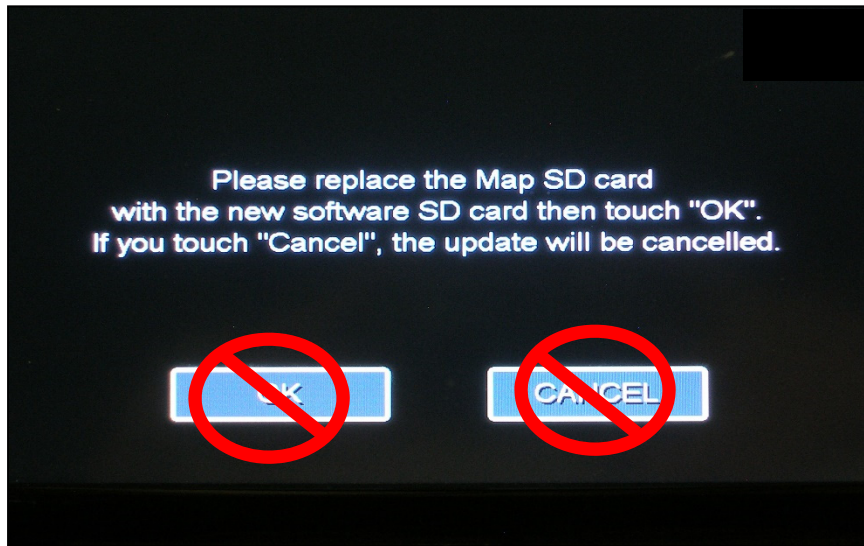 Please replace the Map SD card
with the new software SD card then touch "OK".
If you touch "Cancel", the update will be cancelled.
OK
CANCEL